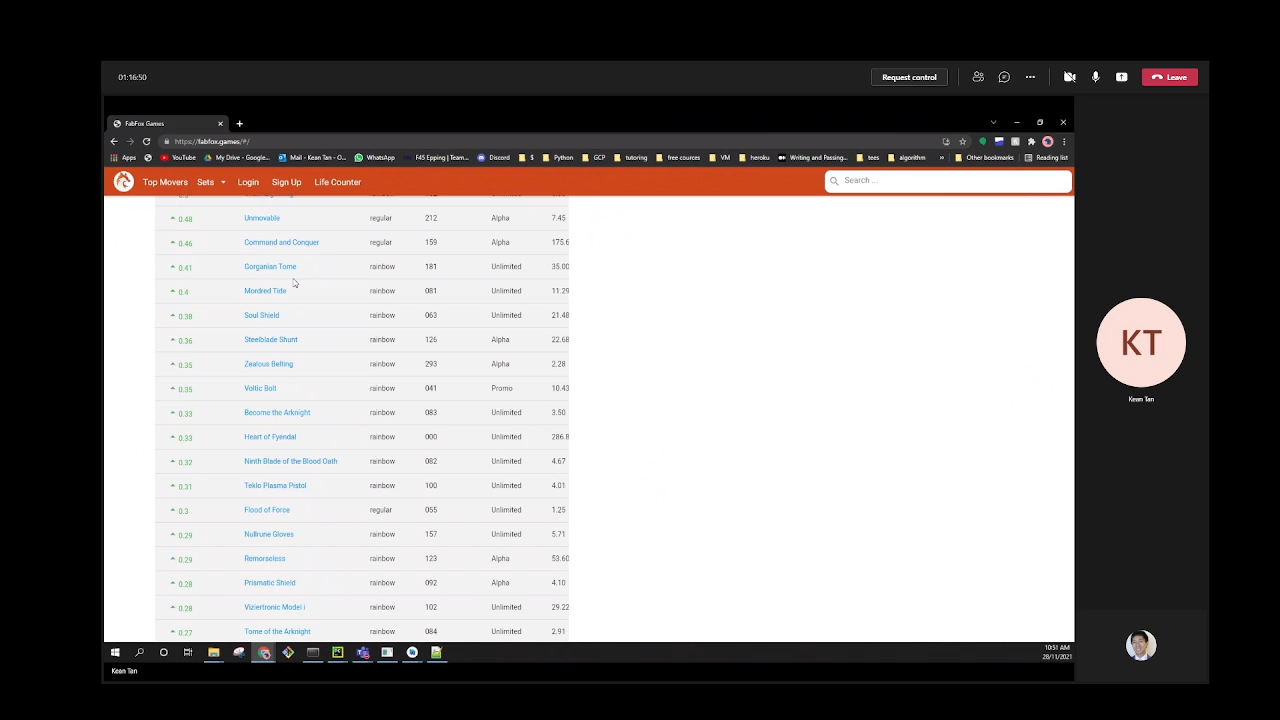 01:16:50
Request control
Leave
FabFox Games
https://fabfox.games/#/
Apps YouTube My Drive - Google... Mail - Kean Tan - O... WhatsApp F45 Epping | Team... Discord $ Python GCP tutoring free cources VM heroku Writing and Passing... tees algorithm » Other bookmarks Reading list
Top Movers Sets Login Sign Up Life Counter Search ...
0.48 Unmovable regular 212 Alpha 7.45
0.46 Command and Conquer regular 159 Alpha 175.6
0.41 Gorganian Tome rainbow 181 Unlimited 35.00
0.4 Mordred Tide rainbow 081 Unlimited 11.29
0.38 Soul Shield rainbow 063 Unlimited 21.48
0.36 Steelblade Shunt rainbow 126 Alpha 22.68
0.35 Zealous Belting rainbow 293 Alpha 2.28
0.35 Voltic Bolt rainbow 041 Promo 10.43
0.33 Become the Arknight rainbow 083 Unlimited 3.50
0.33 Heart of Fyendal rainbow 000 Unlimited 286.8
0.32 Ninth Blade of the Blood Oath rainbow 082 Unlimited 4.67
0.31 Teklo Plasma Pistol rainbow 100 Unlimited 4.01
0.3 Flood of Force regular 055 Unlimited 1.25
0.29 Nullrune Gloves rainbow 157 Unlimited 5.71
0.29 Remorseless rainbow 123 Alpha 53.60
0.28 Prismatic Shield rainbow 092 Alpha 4.10
0.28 Viziertronic Model i rainbow 102 Unlimited 29.22
0.27 Tome of the Arknight rainbow 084 Unlimited 2.91
KT
Kean Tan
10:51 AM
28/11/2021
Kean Tan